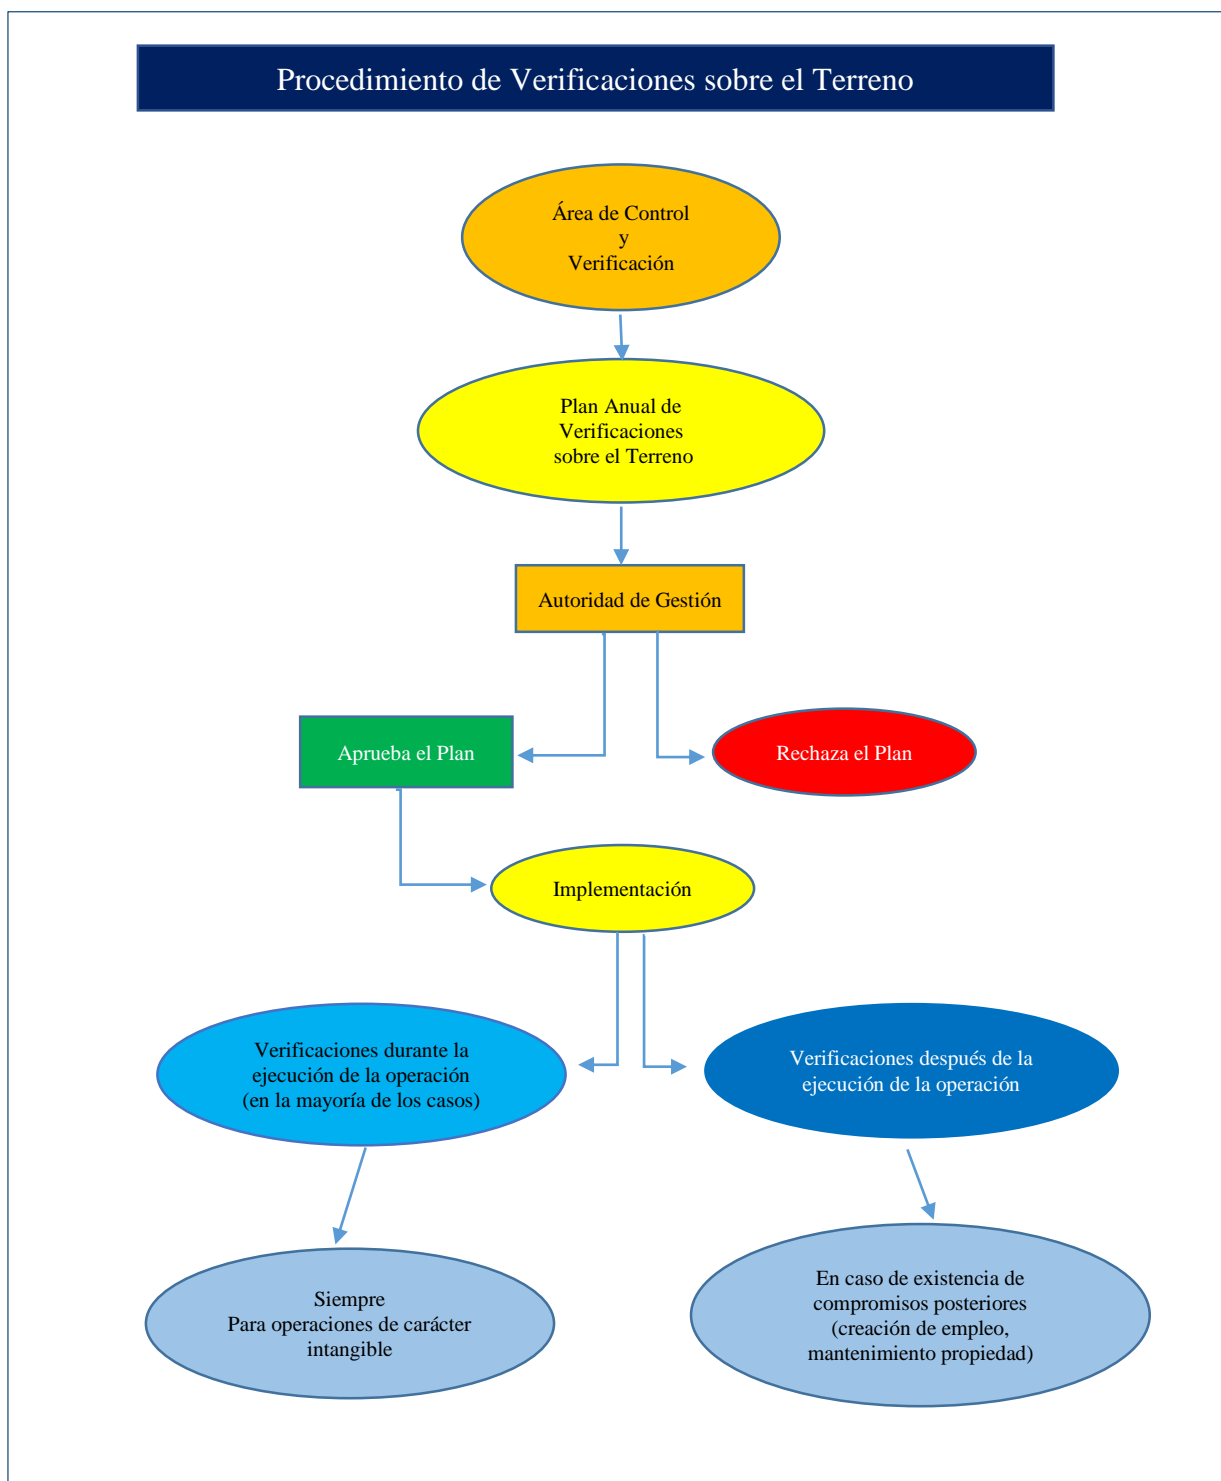 Procedimiento de Verificaciones sobre el Terreno
Área de Control
y
Verificación
Plan Anual de
Verificaciones
sobre el Terreno
Autoridad de Gestión
Aprueba el Plan
Rechaza el Plan
Implementación
Verificaciones durante la
ejecución de la operación
(en la mayoría de los casos)
Verificaciones después de la
ejecución de la operación
Siempre
Para operaciones de carácter
intangible
En caso de existencia de
compromisos posteriores
(creación de empleo,
mantenimiento propiedad)